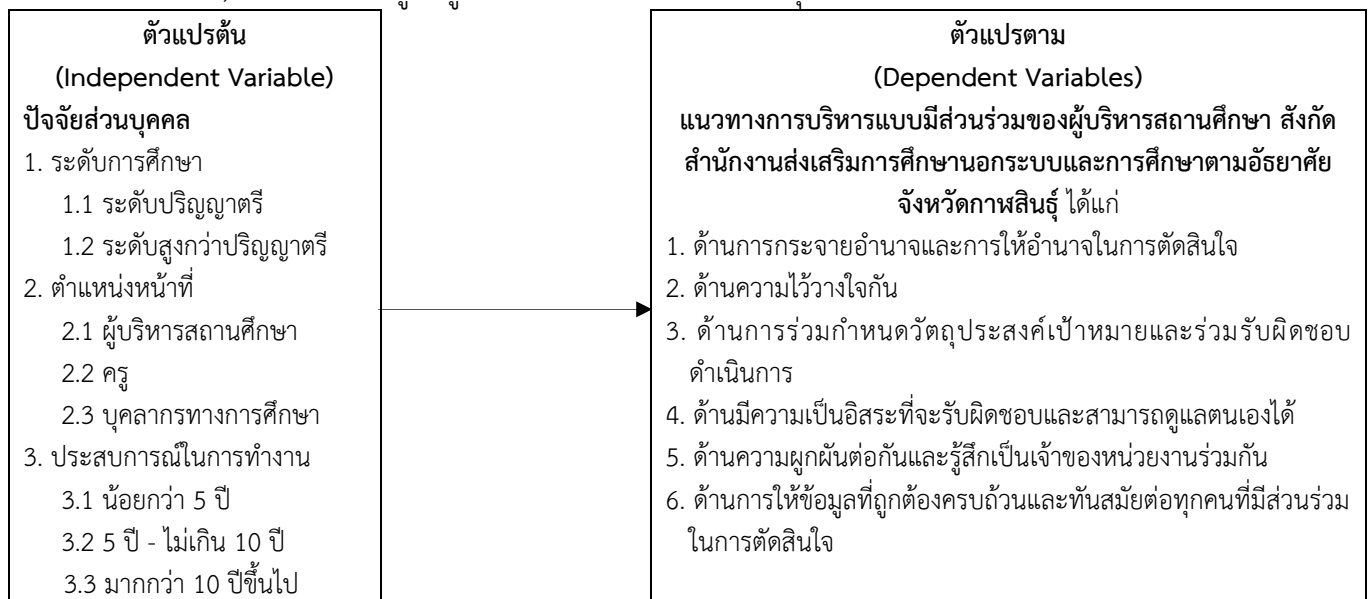 ตัวแปรต้น
(Independent Variable)
ปัจจัยส่วนบุคคล
1. ระดับการศึกษา
1.1 ระดับปริญญาตรี
1.2 ระดับสูงกว่าปริญญาตรี
2. ตำแหน่งหน้าที่
2.1 ผู้บริหารสถานศึกษา
2.2 ครู
2.3 บุคลากรทางการศึกษา
3. ประสบการณ์ในการทำงาน
3.1 น้อยกว่า 5 ปี
3.2 5 ปี - ไม่เกิน 10 ปี
3.3 มากกว่า 10 ปีขึ้นไป
ตัวแปรตาม
(Dependent Variables)
แนวทางการบริหารแบบมีส่วนร่วมของผู้บริหารสถานศึกษา สังกัด
สำนักงานส่งเสริมการศึกษานอกระบบและการศึกษาตามอัธยาศัย
จังหวัดกาฬสินธุ์ ได้แก่
1. ด้านการกระจายอำนาจและการให้อำนาจในการตัดสินใจ
2. ด้านความไว้วางใจกัน
3. ด้านการร่วมกำหนดวัตถุประสงค์เป้าหมายและร่วมรับผิดชอบ
ดำเนินการ
4. ด้านมีความเป็นอิสระที่จะรับผิดชอบและสามารถดูแลตนเองได้
5. ด้านความผูกผันต่อกันและรู้สึกเป็นเจ้าของหน่วยงานร่วมกัน
6. ด้านการให้ข้อมูลที่ถูกต้องครบถ้วนและทันสมัยต่อทุกคนที่มีส่วนร่วม
ในการตัดสินใจ